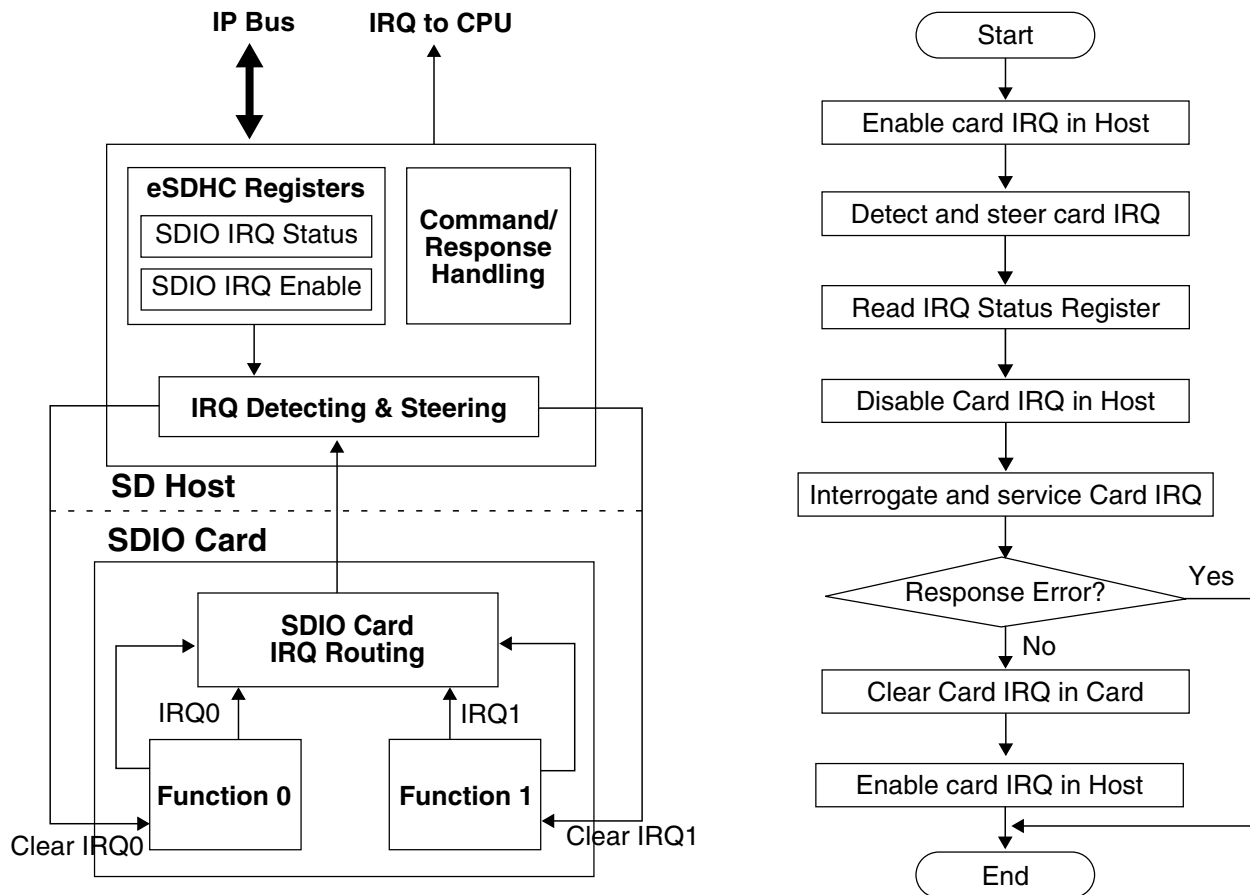 IP Bus
IRQ to CPU
eSDHC Registers
SDIO IRQ Status
SDIO IRQ Enable
Command/
Response
Handling
IRQ Detecting & Steering
SD Host
SDIO Card
SDIO Card
IRQ Routing
IRQ0
IRQ1
Function 0
Function 1
Clear IRQ0
Clear IRQ1
Start
Enable card IRQ in Host
Detect and steer card IRQ
Read IRQ Status Register
Disable Card IRQ in Host
Interrogate and service Card IRQ
Response Error?
Yes
No
Clear Card IRQ in Card
Enable card IRQ in Host
End